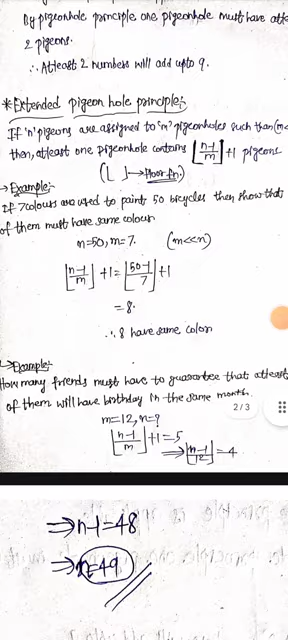 By pigeonhole principle one pigeonhole must have atle
2 pigeons.
∴ Atleast 2 numbers will add upto 9.
*Extended pigeon hole principle:-
If 'n' pigeons are assigned to 'm' pigeonholes such than (m<
then, atleast one pigeonhole contains ⌊n-1/m⌋+1 pigeons
(⌊ ⌋→floor fn)
→Example:-
If 7 colours are used to paint 50 bicycles then show that
of them must have same colour.
n=50, m=7. (m<<n)
⌊n-1/m⌋+1=⌊50-1/7⌋+1
=8.
∴ 8 have same color
→Example:-
How many friends must have to guarantee that atleast
of them will have birthday in the same month.
2/3
m=12, n=?
⌊n-1/m⌋+1=5
⇒⌊n-1/12⌋=4
⇒n-1=48
⇒n=49